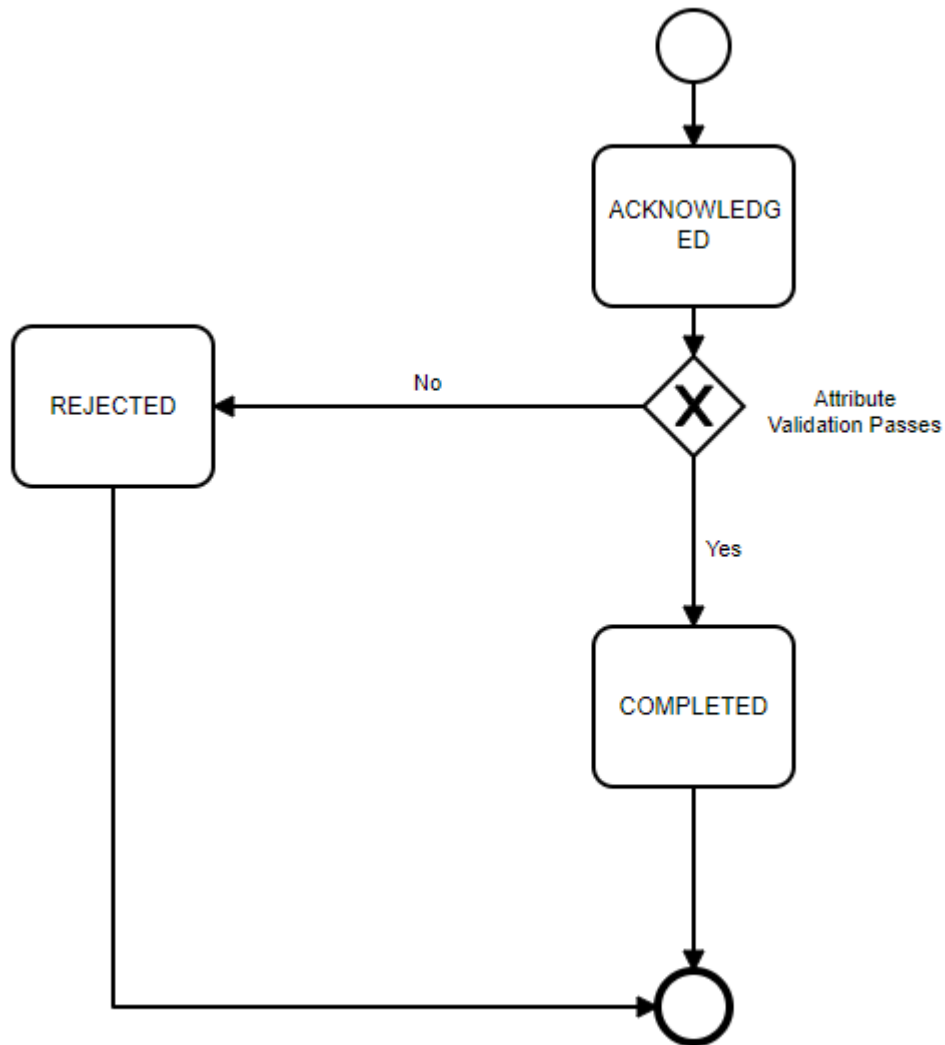 ACKNOWLEDG
ED
No
REJECTED
Attribute
Validation Passes
Yes
COMPLETED